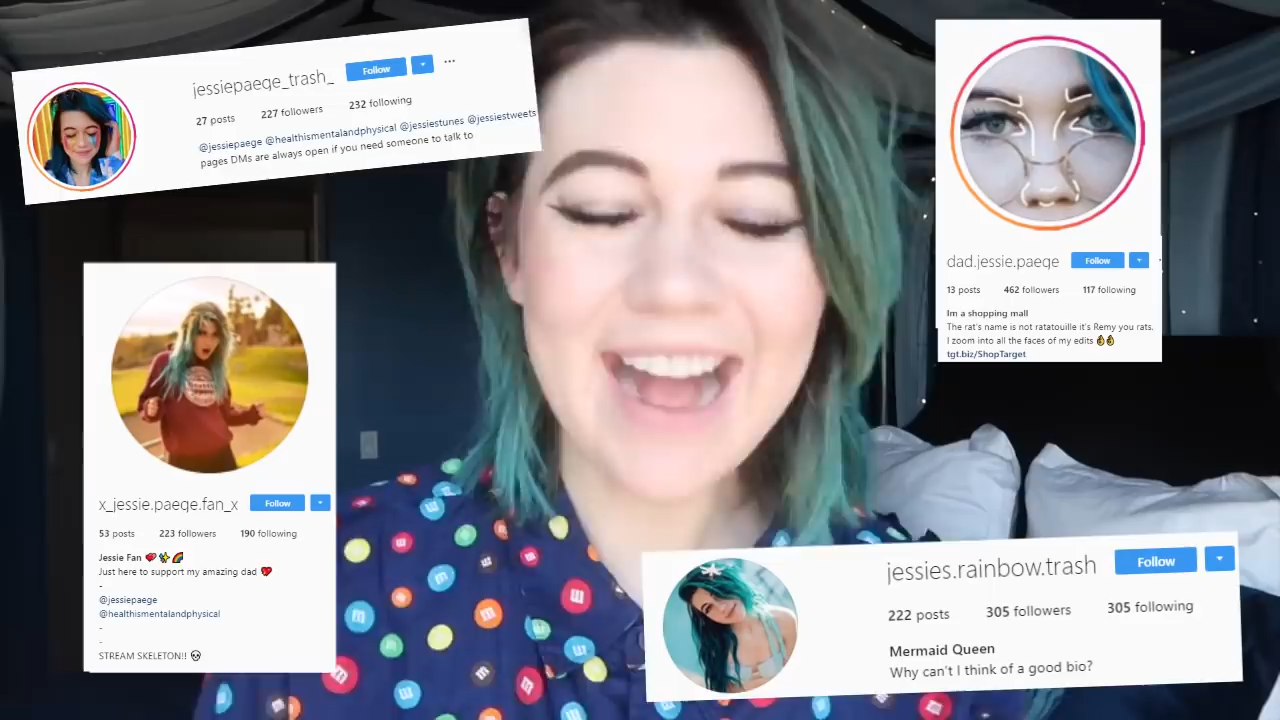 jessiepaege_trash_ Follow ...
27 posts 227 followers 232 following
@jessiepaege @healthismentalandphysical @jessiestunes @jessiestweets
pages DMs are always open if you need someone to talk to
dad.jessie.paege Follow
13 posts 462 followers 117 following
Im a shopping mall
The rat's name is not ratatouille it's Remy you rats.
I zoom into all the faces of my edits
tgt.biz/ShopTarget
x_jessie.paege.fan_x Follow
53 posts 223 followers 190 following
Jessie Fan 💖✨🌈
Just here to support my amazing dad ❤️
-
@jessiepaege
@healthismentalandphysical
-
-
STREAM SKELETON!! 💀
jessies.rainbow.trash Follow
222 posts 305 followers 305 following
Mermaid Queen
Why can't I think of a good bio?